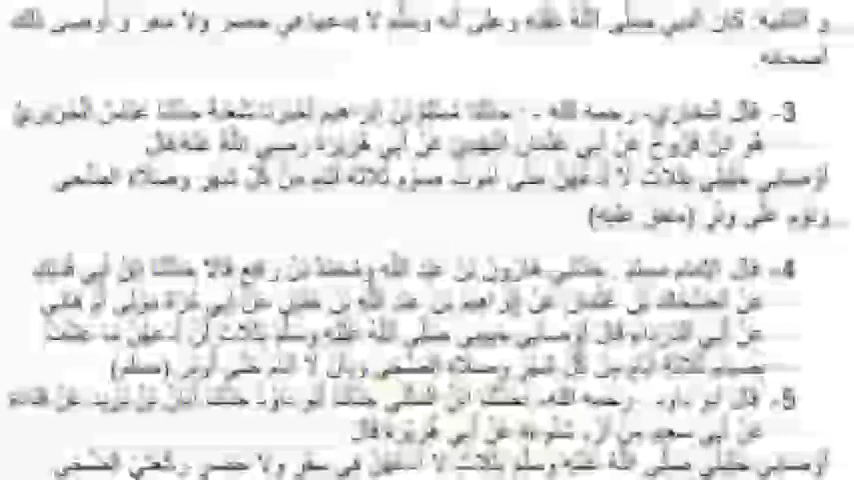 و الثانية: كان النبي صلى الله عليه وعلى آله وسلم لا يدعها في حضر ولا سفر و أوصى بذلك
أصحابه.
3- قال البخاري- رحمه الله -: حدثنا مسلم بن إبراهيم أخبرنا شعبة حدثنا عباس الجريري
هو ابن فروخ عن أبي عثمان النهدي عن أبي هريرة رضي الله عنه قال
أوصاني خليلي بثلاث لا أدعهن حتى أموت صوم ثلاثة أيام من كل شهر وصلاة الضحى
ونوم على وتر (متفق عليه)
4- قال الإمام مسلم: حدثني هارون بن عبد الله ومحمد بن رافع قالا حدثنا ابن أبي فديك
عن الضحاك بن عثمان عن إبراهيم بن عبد الله بن حنين عن أبي مرة مولى أم هانئ
عن أبي الدرداء قال أوصاني حبيبي صلى الله عليه وسلم بثلاث لن أدعهن ما عشت
بصيام ثلاثة أيام من كل شهر وصلاة الضحى وبأن لا أنام حتى أوتر (مسلم)
5- قال أبو داود - رحمه الله-: حدثنا ابن المثنى حدثنا أبو داود حدثنا أبان بن يزيد عن قتادة
عن أبي سعيد من أزد شنوءة عن أبي هريرة قال
أوصاني خليلي صلى الله عليه وسلم بثلاث لا أدعهن في سفر ولا حضر ركعتي الضحى